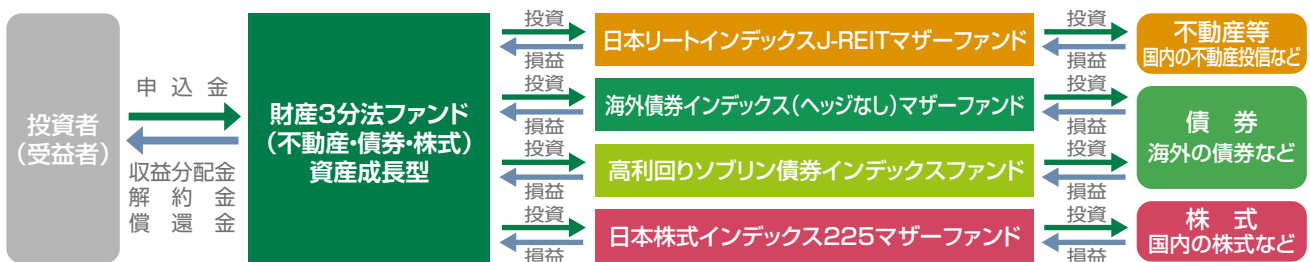 投資者
(受益者)
申込金
収益分配金
解約金
償還金
財産3分法ファンド
(不動産・債券・株式)
資産成長型
投資
損益
日本リートインデックスJ-REITマザーファンド
投資
損益
不動産等
国内の不動産投信など
投資
損益
海外債券インデックス(ヘッジなし)マザーファンド
投資
損益
債券
海外の債券など
投資
損益
高利回りソブリン債券インデックスファンド
投資
損益
投資
損益
日本株式インデックス225マザーファンド
投資
損益
株式
国内の株式など